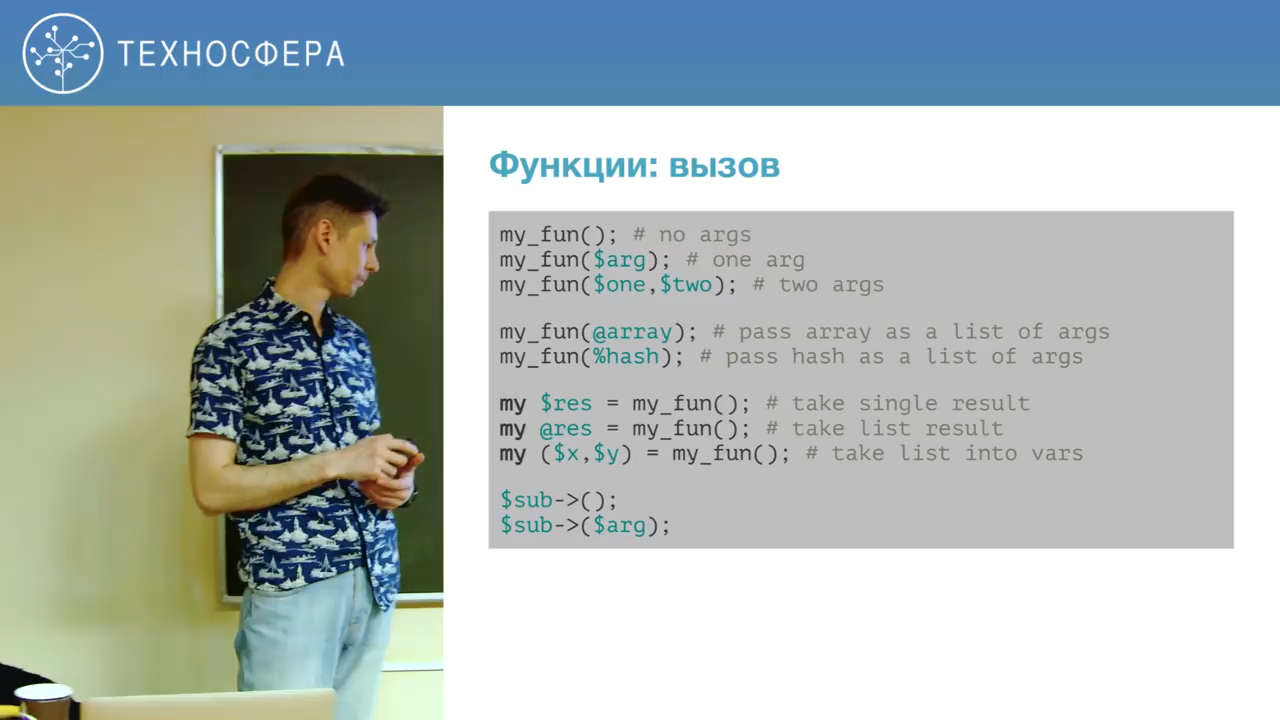 ТЕХНОСФЕРА
Функции: вызов
my_fun(); # no args
my_fun($arg); # one arg
my_fun($one,$two); # two args
my_fun(@array); # pass array as a list of args
my_fun(%hash); # pass hash as a list of args
my $res = my_fun(); # take single result
my @res = my_fun(); # take list result
my ($x,$y) = my_fun(); # take list into vars
$sub->();
$sub->($arg);